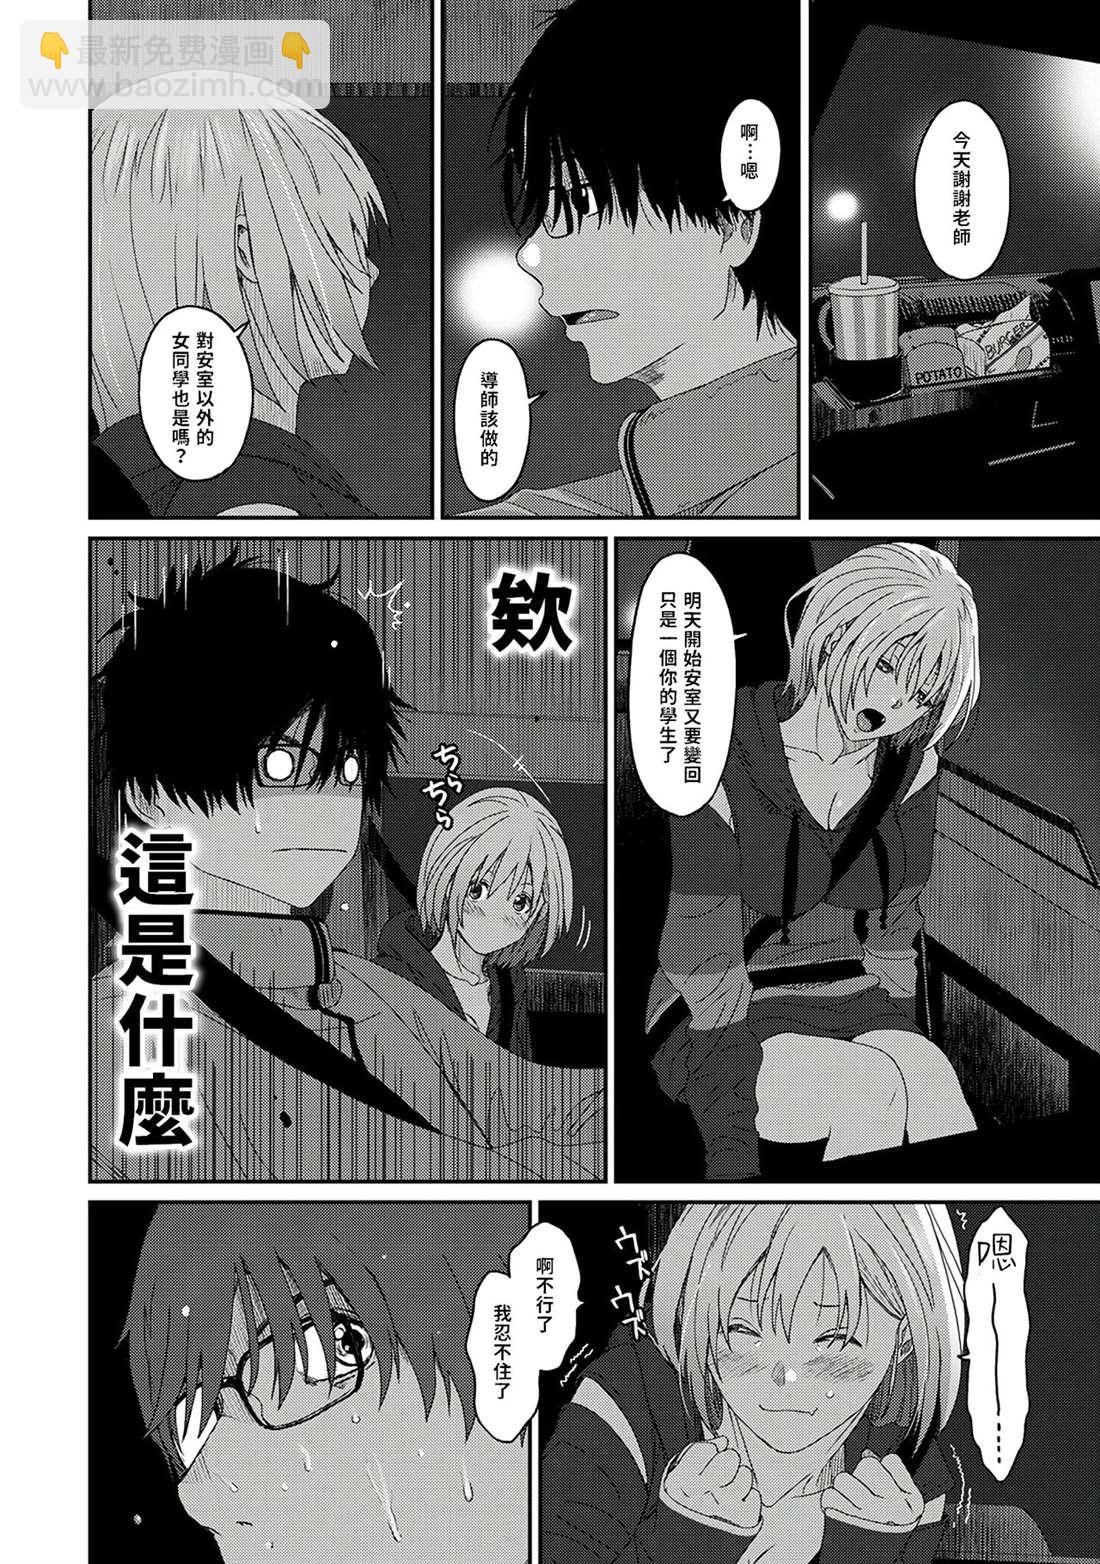 👇最新免费漫画👇
www.baozimh.com
今天謝謝老師
POTATO
BURGER
啊…嗯
導師該做的
對安室以外的
女同學也是嗎？
明天開始安室又要變回
只是一個你的學生了
欸
ちらちら
這是什麼
嗯
ウズウズ
啊不行了
我忍不住了